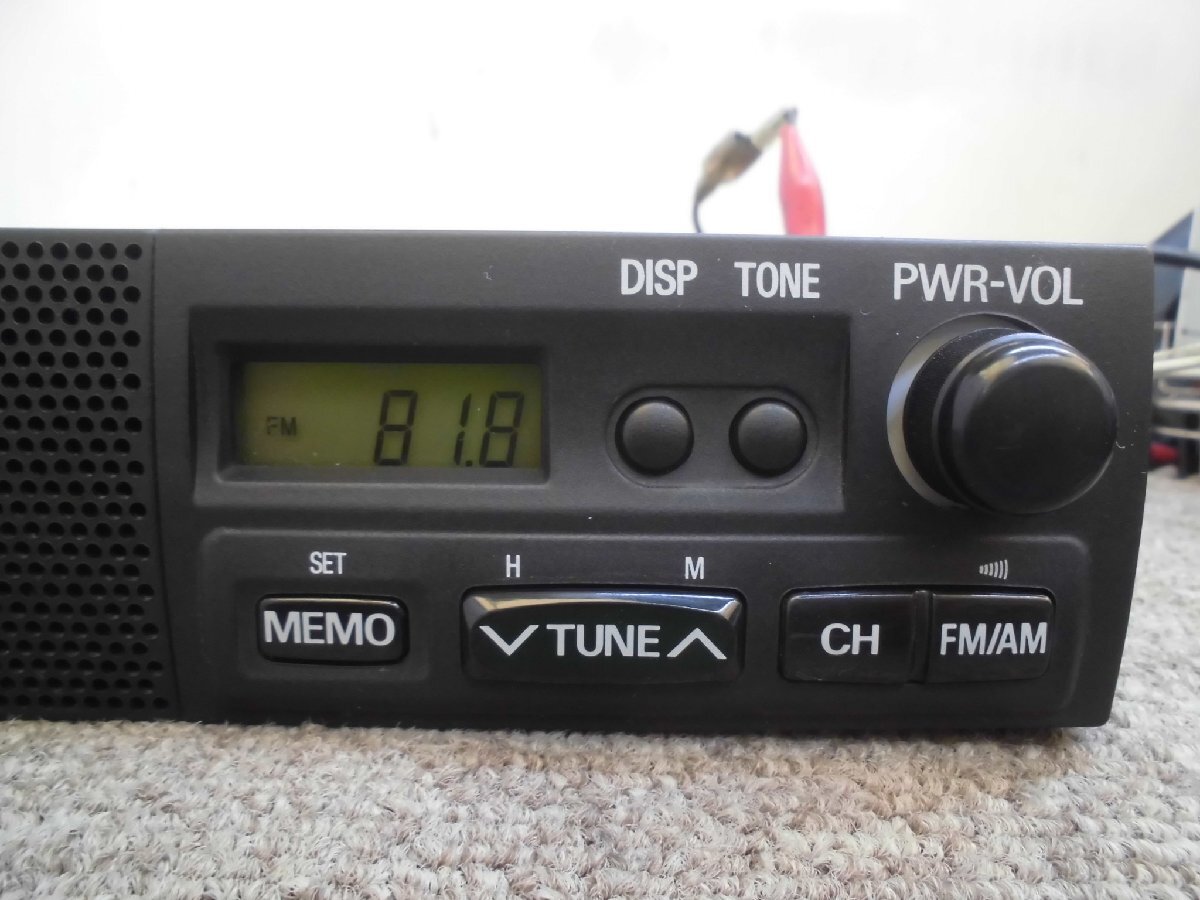 DISP TONE PWR-VOL
FM 81.8
SET H M
MEMO TUNE CH FM/AM